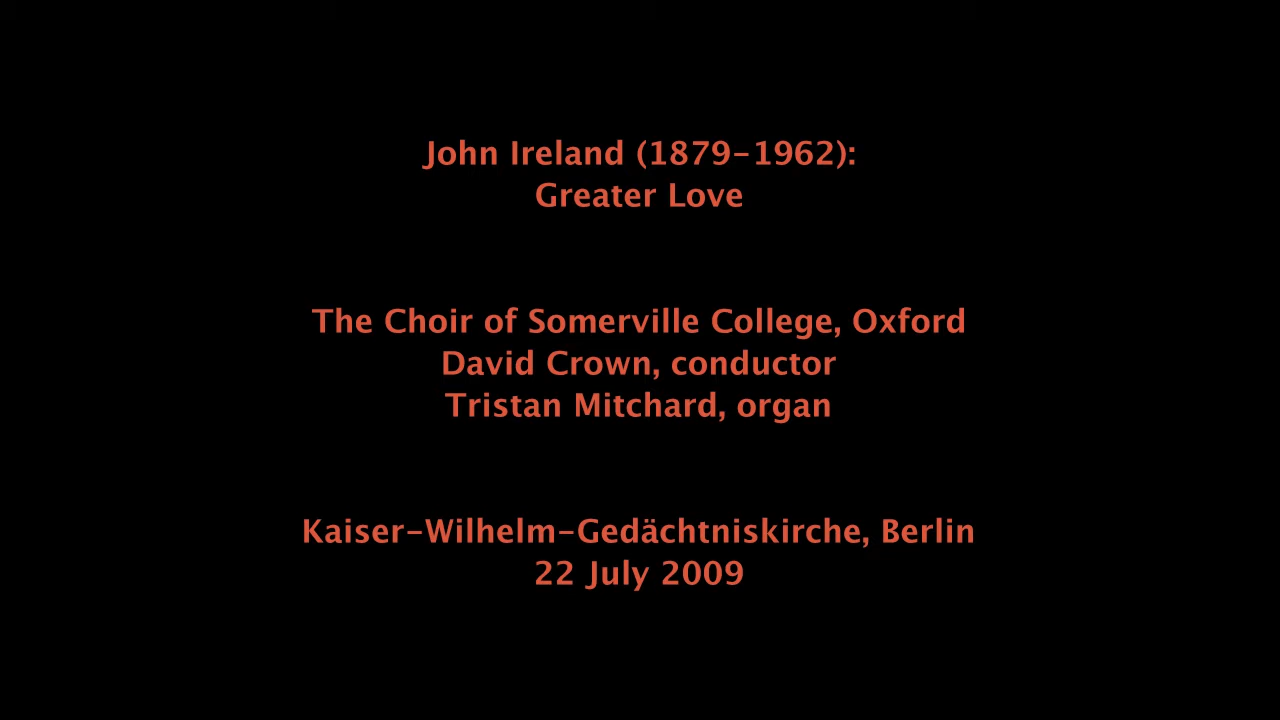 John Ireland (1879-1962):
Greater Love
The Choir of Somerville College, Oxford
David Crown, conductor
Tristan Mitchard, organ
Kaiser-Wilhelm-Gedächtniskirche, Berlin
22 July 2009